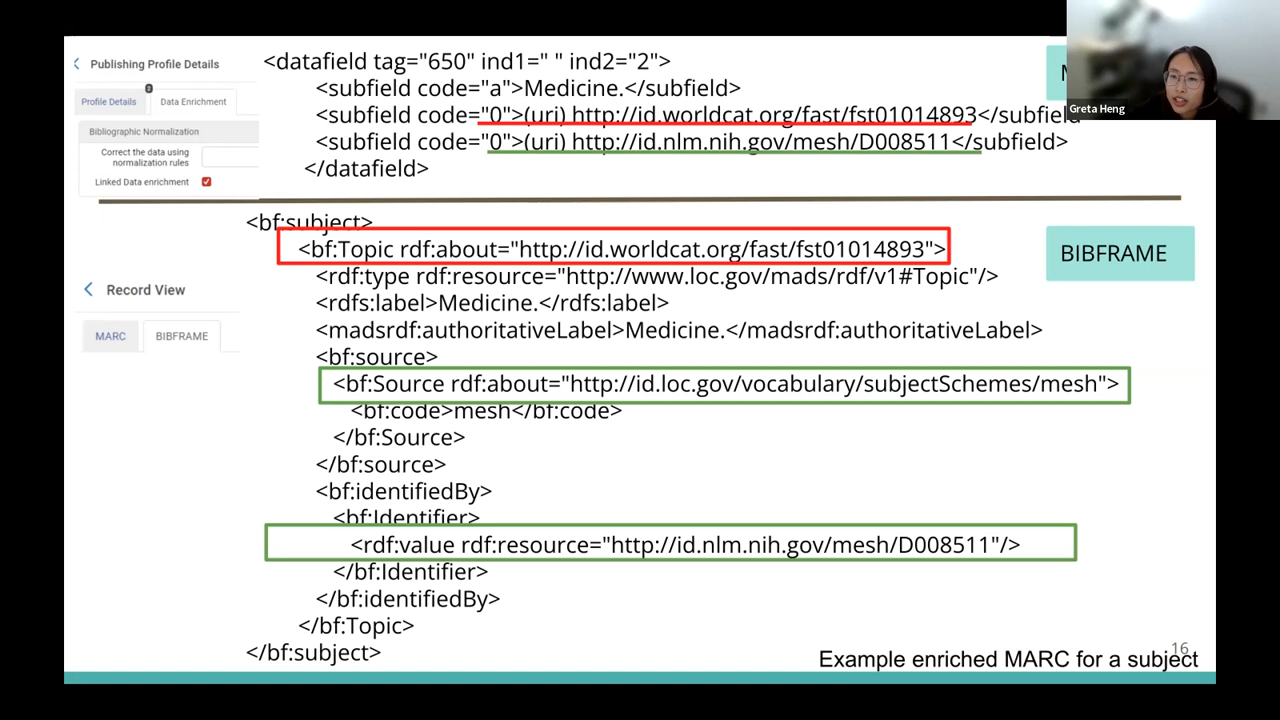 Publishing Profile Details
Profile Details
2
Data Enrichment
Bibliographic Normalization
Correct the data using
normalization rules
Linked Data enrichment
<datafield tag="650" ind1=" " ind2="2">
<subfield code="a">Medicine.</subfield>
<subfield code="0">(uri) http://id.worldcat.org/fast/fst01014893</subfield
<subfield code="0">(uri) http://id.nlm.nih.gov/mesh/D008511</subfield>
</datafield>
M
Greta Heng
<bf:subject>
<bf:Topic rdf:about="http://id.worldcat.org/fast/fst01014893">
BIBFRAME
<rdf:type rdf:resource="http://www.loc.gov/mads/rdf/v1#Topic"/>
Record View
MARC
BIBFRAME
<rdfs:label>Medicine.</rdfs:label>
<madsrdf:authoritativeLabel>Medicine.</madsrdf:authoritativeLabel>
<bf:source>
<bf:Source rdf:about="http://id.loc.gov/vocabulary/subjectSchemes/mesh">
<bf:code>mesh</bf:code>
</bf:Source>
</bf:source>
<bf:identifiedBy>
<bf:Identifier>
<rdf:value rdf:resource="http://id.nlm.nih.gov/mesh/D008511"/>
</bf:Identifier>
</bf:identifiedBy>
</bf:Topic>
</bf:subject>
16
Example enriched MARC for a subject